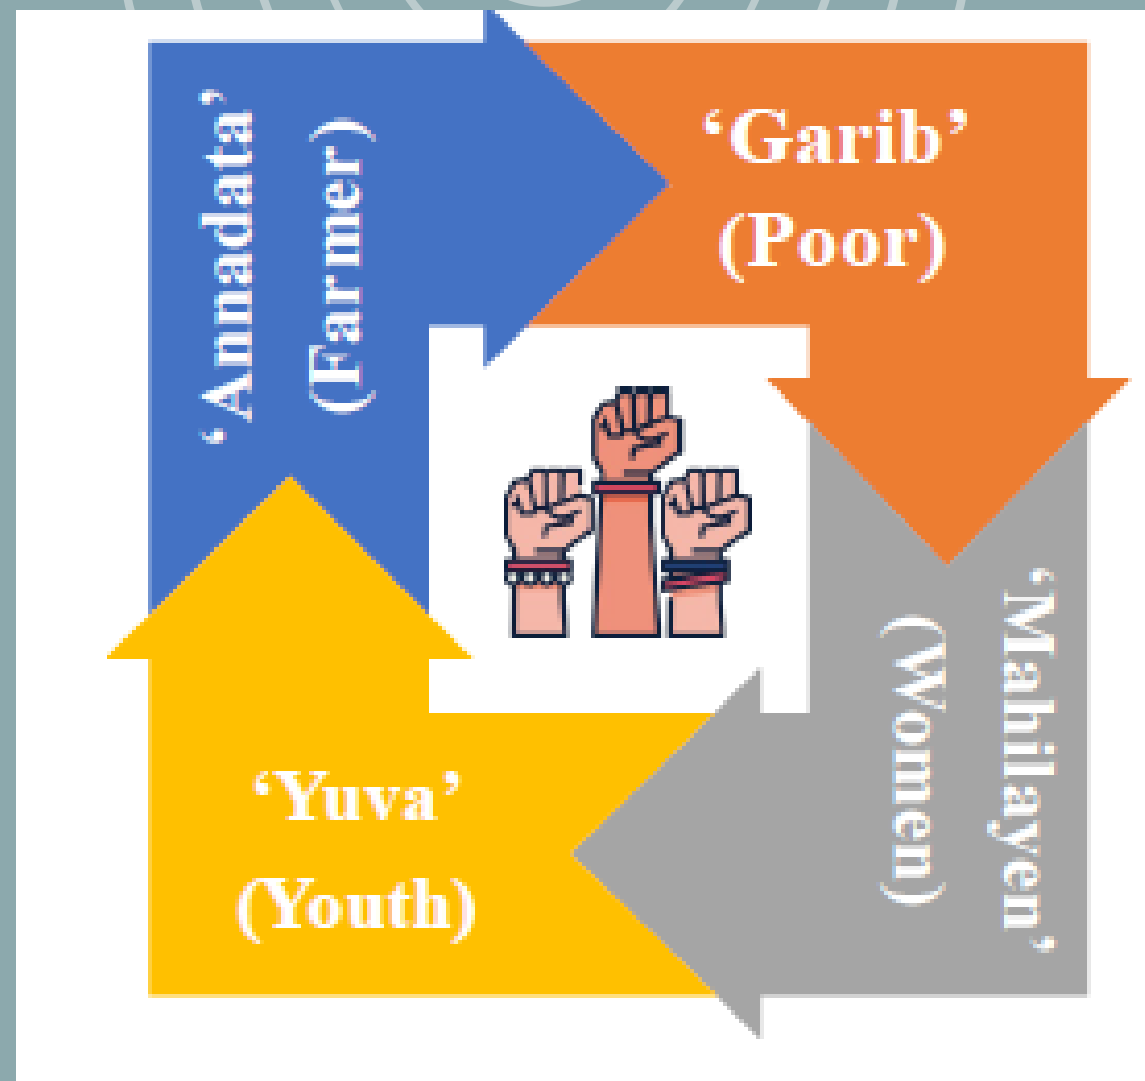 ‘Annadata’
(Farmer)
‘Garib’
(Poor)
‘Mahilayen’
(Women)
‘Yuva’
(Youth)